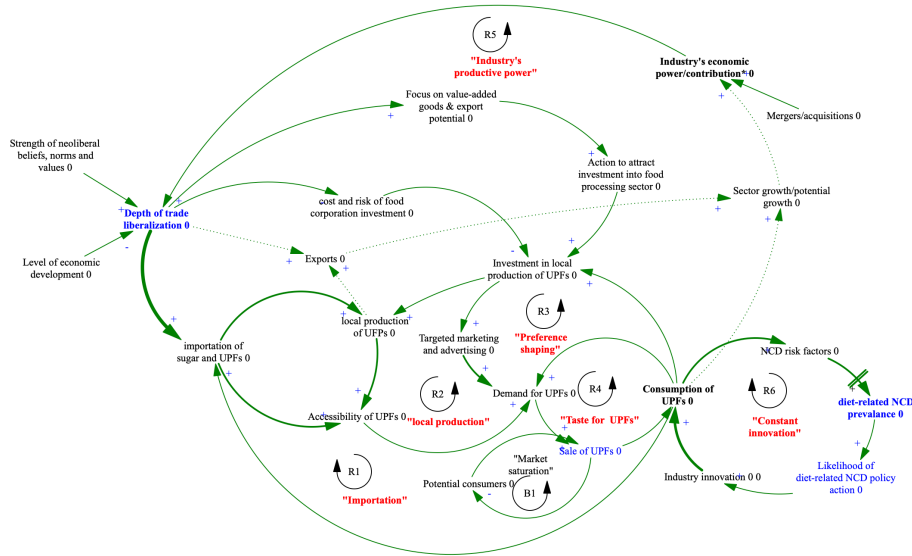 R5
"Industry's
productive power"
Industry's economic
power/contribution* 0
Focus on value-added
goods & export
potential 0
Mergers/acquisitions 0
Strength of neoliberal
beliefs, norms and
values 0
Action to attract
investment into food
processing sector 0
cost and risk of food
corporation investment 0
Sector growth/potential
growth 0
Depth of trade
liberalization 0
Level of economic
development 0
Exports 0
Investment in local
production of UPFs 0
R3
"Preference
shaping"
local production
of UFPs 0
Targeted marketing
and advertising 0
importation of
sugar and UPFs 0
NCD risk factors 0
R2
"local production"
Demand for UPFs 0
R4
"Taste for UPFs"
Consumption of
UPFs 0
R6
"Constant
innovation"
diet-related NCD
prevalance 0
Accessibility of UPFs 0
R1
"Importation"
"Market
saturation"
B1
Potential consumers 0
Sale of UPFs 0
Industry innovation 0 0
Likelihood of
diet-related NCD policy
action 0